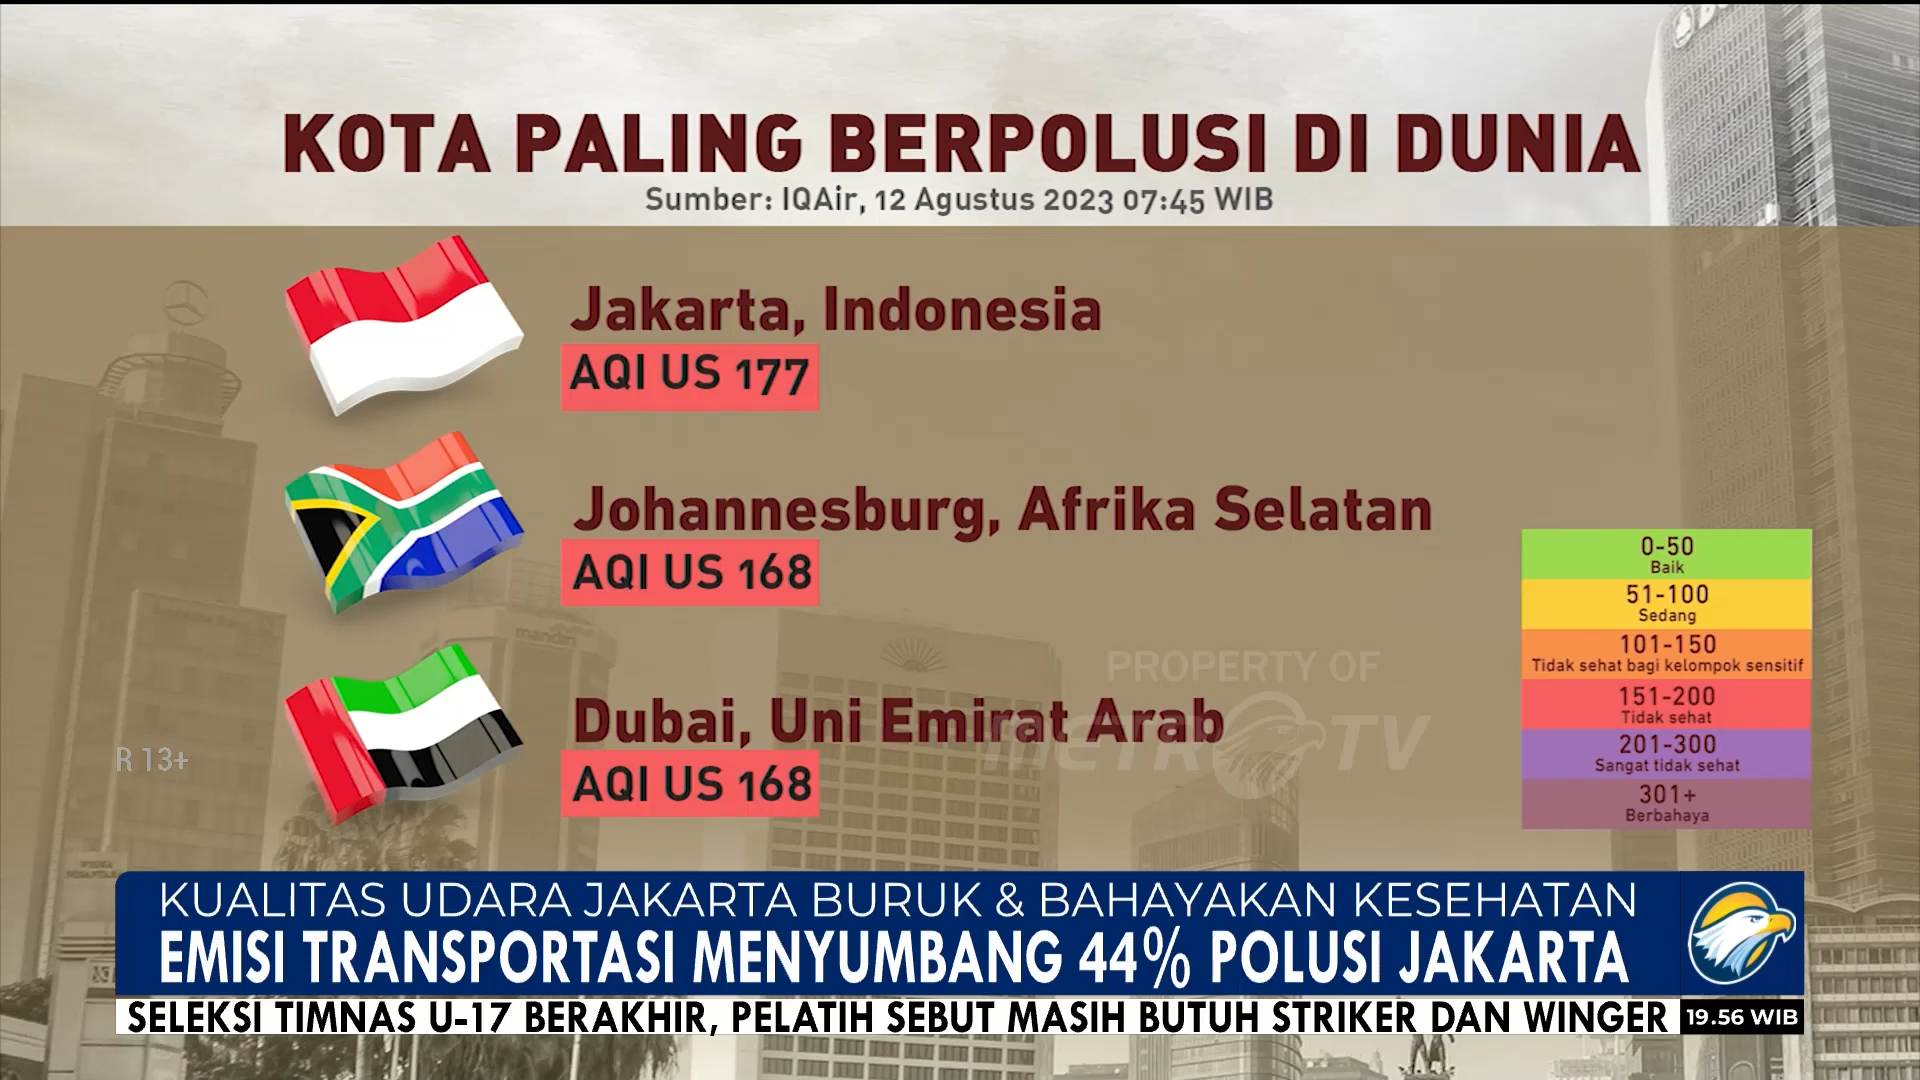 KOTA PALING BERPOLUSI DI DUNIA
Sumber: IQAir, 12 Agustus 2023 07:45 WIB
Jakarta, Indonesia
AQI US 177
Johannesburg, Afrika Selatan
AQI US 168
Dubai, Uni Emirat Arab
AQI US 168
0-50
Baik
51-100
Sedang
101-150
Tidak sehat bagi kelompok sensitif
151-200
Tidak sehat
201-300
Sangat tidak sehat
301+
Berbahaya
mandiri
PROPERTY OF
METRO TV
R 13+
KUALITAS UDARA JAKARTA BURUK & BAHAYAKAN KESEHATAN
EMISI TRANSPORTASI MENYUMBANG 44% POLUSI JAKARTA
SELEKSI TIMNAS U-17 BERAKHIR, PELATIH SEBUT MASIH BUTUH STRIKER DAN WINGER
19.56 WIB